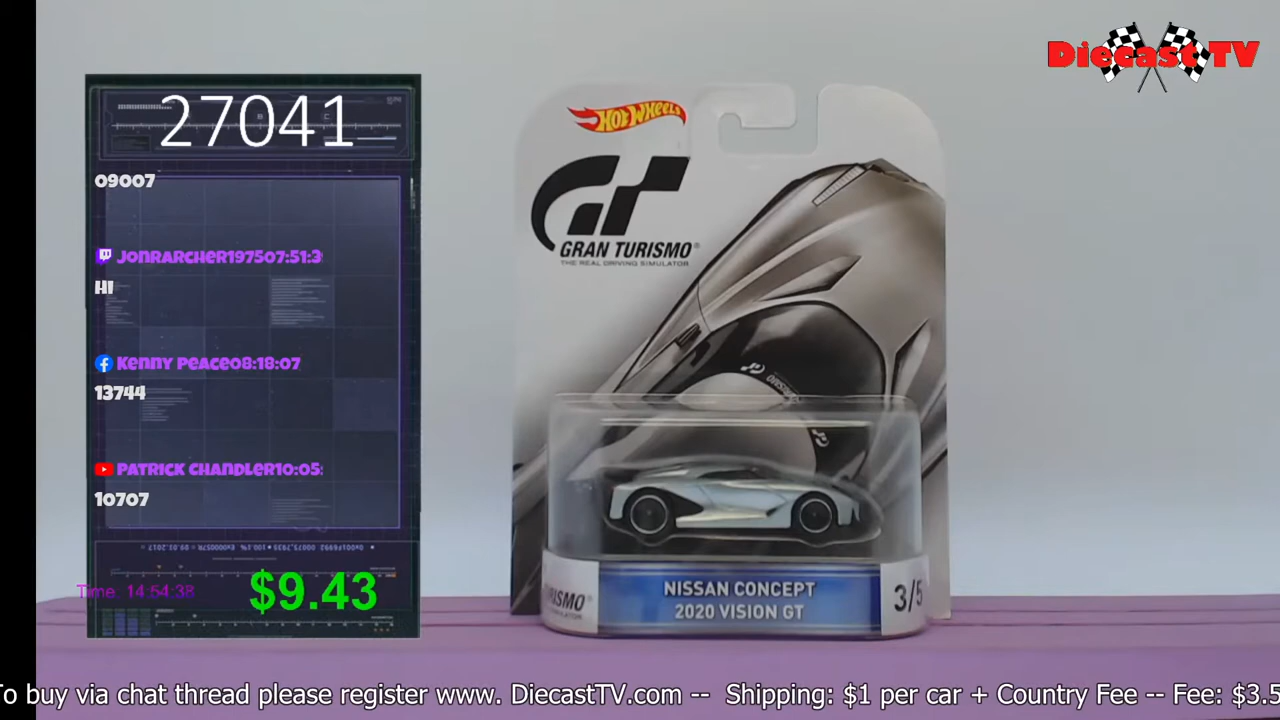 Diecast TV
27041
09007
JonRArcher197507:51:3
HI
Kenny Peace08:18:07
13744
Patrick Chandler10:05:
10707
Time: 14:54:38
$9.43
HOT WHEELS
GT
GRAN TURISMO®
THE REAL DRIVING SIMULATOR
NISSAN CONCEPT
2020 VISION GT
3/5
To buy via chat thread please register www. DiecastTV.com -- Shipping: $1 per car + Country Fee -- Fee: $3.5